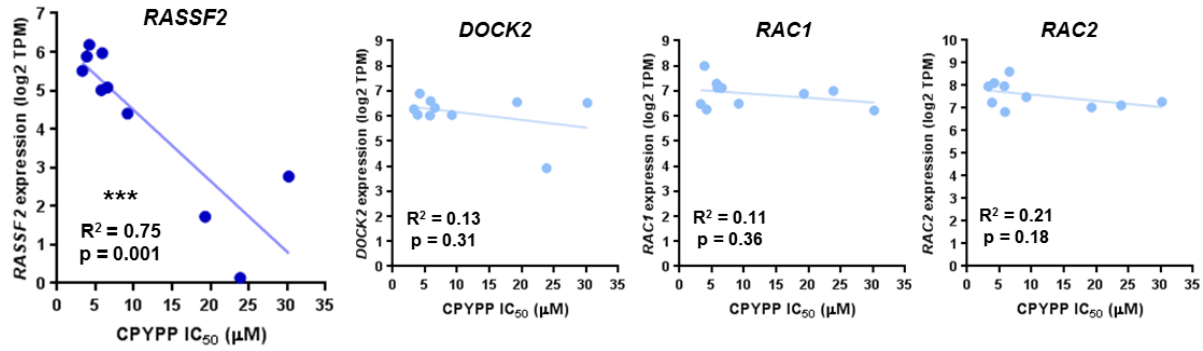 RASSF2
RASSF2 expression (log2 TPM)
7
6
5
4
3
2
1
0
***
R² = 0.75
p = 0.001
0 5 10 15 20 25 30 35
CPYPP IC₅₀ (μM)
DOCK2
DOCK2 expression (log2 TPM)
9
8
7
6
5
4
3
2
1
0
R² = 0.13
p = 0.31
0 5 10 15 20 25 30 35
CPYPP IC₅₀ (μM)
RAC1
RAC1 expression (log2 TPM)
9
8
7
6
5
4
3
2
1
0
R² = 0.11
p = 0.36
0 5 10 15 20 25 30 35
CPYPP IC₅₀ (μM)
RAC2
RAC2 expression (log2 TPM)
10
9
8
7
6
5
4
3
2
1
0
R² = 0.21
p = 0.18
0 5 10 15 20 25 30 35
CPYPP IC₅₀ (μM)